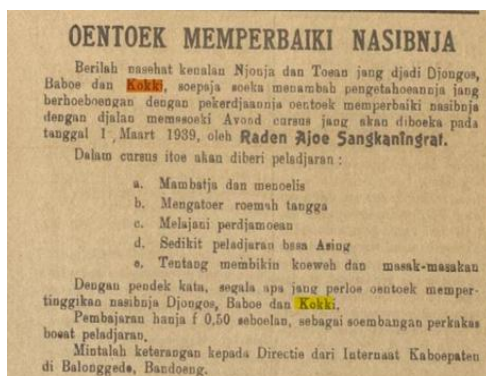 OENTOEK MEMPERBAIKI NASIBNJA
Berilah nasehat kenalan Njonja dan Toean jang djadi Djongos,
Baboe dan Kokki, soepaja soeka menambah pengetahoeannja jang
berhoeboengan dengan pekerdjaannja oentoek memperbaiki nasibnja
dengan djalan memasoeki Avond cursus jang akan diboeka pada
tanggal 1 Maart 1939, oleh Raden Ajoe Sangkaningrat.
Dalam cursus itoe akan diberi peladjaran :
a. Mambatja dan menoelis
b. Mengatoer roemah tangga
c. Melajani perdjamoean
d. Sedikit peladjaran basa Asing
e. Tentang membikin koeweh dan masak-masakan
Dengan pendek kata, segala apa jang perloe oentoek memper-
tinggikan nasibnja Djongos, Baboe dan Kokki.
Pembajaran hanja f 0,50 seboelan, sebagai soembangan perkakas
boeat peladjaran.
Mintalah keterangan kepada Directie dari Internaat Kaboepaten
di Balonggede, Bandoeng.